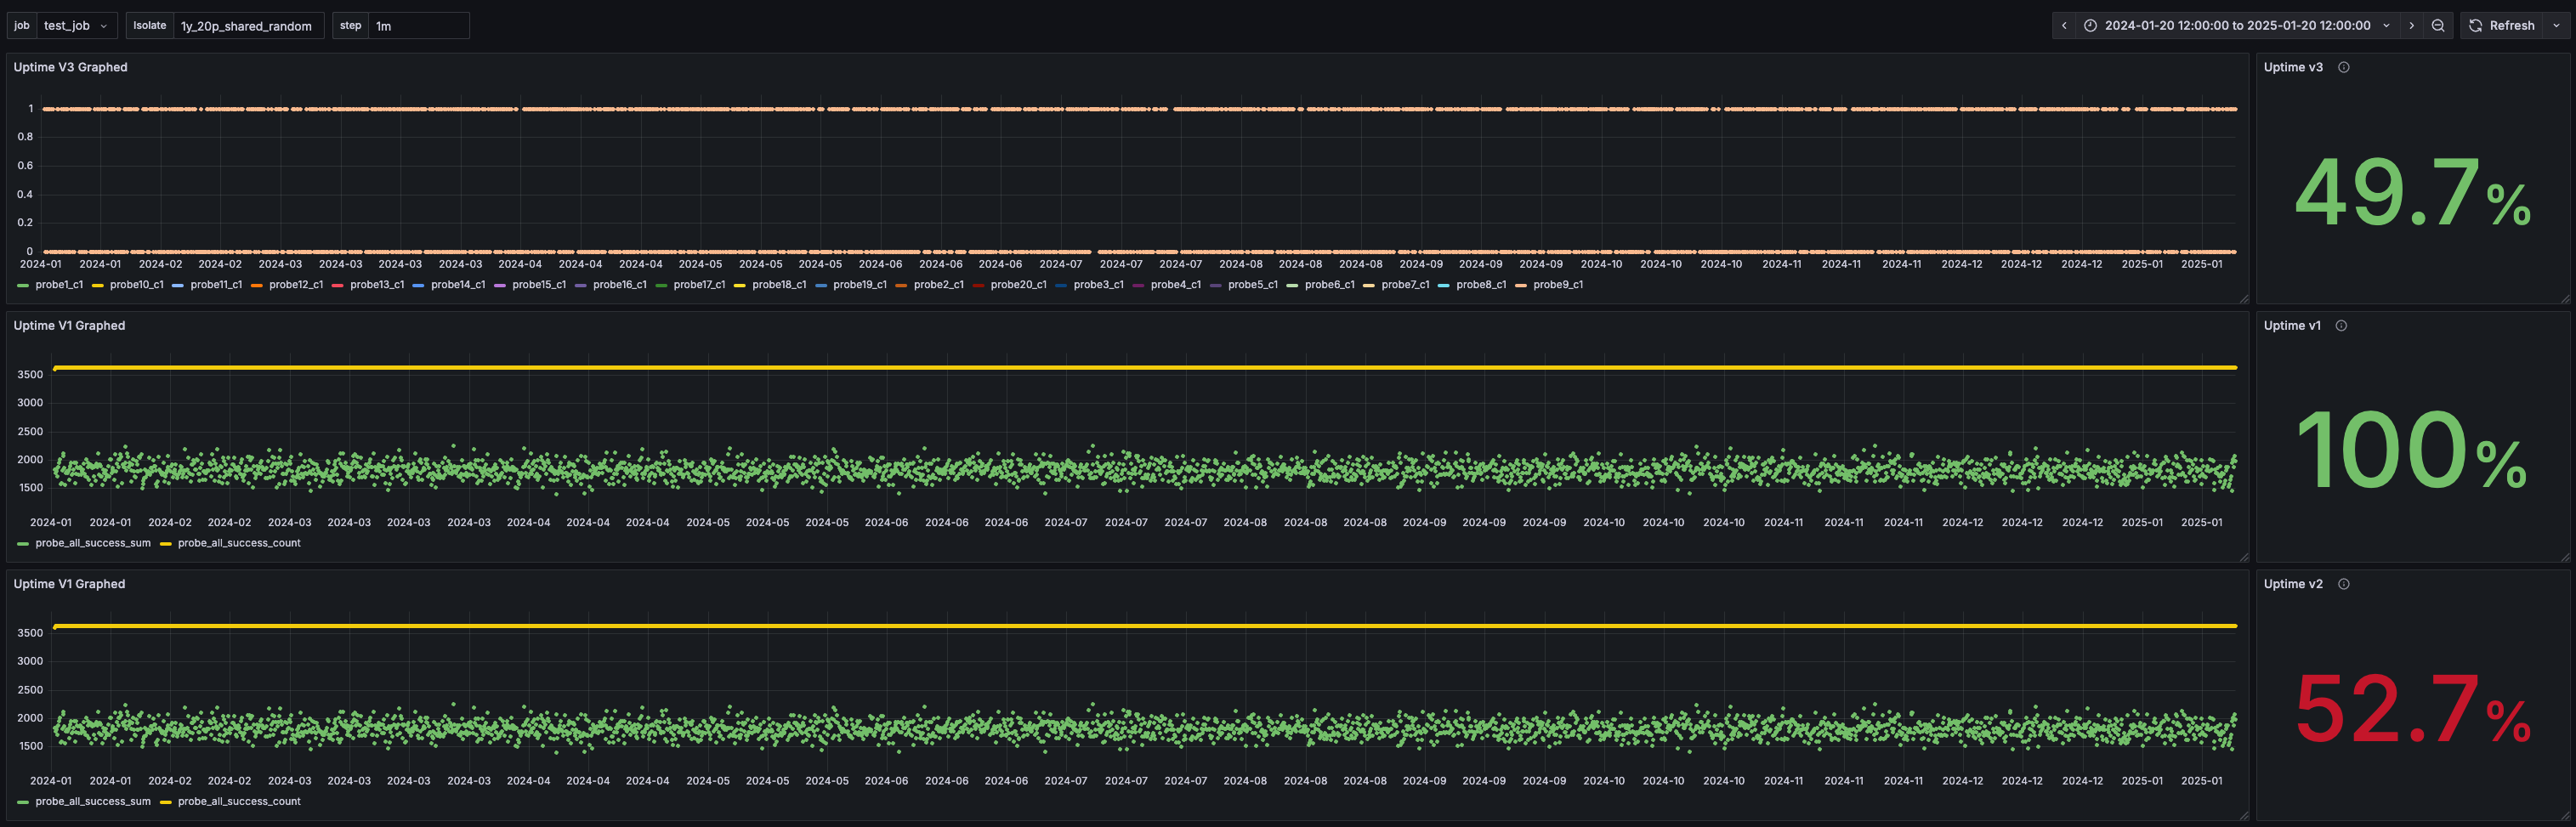 job test_job Isolate 1y_20p_shared_random step 1m 2024-01-20 12:00:00 to 2025-01-20 12:00:00 Refresh
Uptime V3 Graphed
1
0.8
0.6
0.4
0.2
0
2024-01 2024-01 2024-02 2024-02 2024-03 2024-03 2024-03 2024-03 2024-04 2024-04 2024-04 2024-05 2024-05 2024-05 2024-06 2024-06 2024-06 2024-07 2024-07 2024-07 2024-08 2024-08 2024-08 2024-09 2024-09 2024-09 2024-10 2024-10 2024-10 2024-11 2024-11 2024-11 2024-12 2024-12 2024-12 2025-01 2025-01
probe1_c1 probe10_c1 probe11_c1 probe12_c1 probe13_c1 probe14_c1 probe15_c1 probe16_c1 probe17_c1 probe18_c1 probe19_c1 probe2_c1 probe20_c1 probe3_c1 probe4_c1 probe5_c1 probe6_c1 probe7_c1 probe8_c1 probe9_c1
Uptime v3
49.7%
Uptime V1 Graphed
3500
3000
2500
2000
1500
2024-01 2024-01 2024-02 2024-02 2024-03 2024-03 2024-03 2024-03 2024-04 2024-04 2024-04 2024-05 2024-05 2024-05 2024-06 2024-06 2024-06 2024-07 2024-07 2024-07 2024-08 2024-08 2024-08 2024-09 2024-09 2024-09 2024-10 2024-10 2024-10 2024-11 2024-11 2024-11 2024-12 2024-12 2024-12 2025-01 2025-01
probe_all_success_sum probe_all_success_count
Uptime v1
100%
Uptime V1 Graphed
3500
3000
2500
2000
1500
2024-01 2024-01 2024-02 2024-02 2024-03 2024-03 2024-03 2024-03 2024-04 2024-04 2024-04 2024-05 2024-05 2024-05 2024-06 2024-06 2024-06 2024-07 2024-07 2024-07 2024-08 2024-08 2024-08 2024-09 2024-09 2024-09 2024-10 2024-10 2024-10 2024-11 2024-11 2024-11 2024-12 2024-12 2024-12 2025-01 2025-01
probe_all_success_sum probe_all_success_count
Uptime v2
52.7%